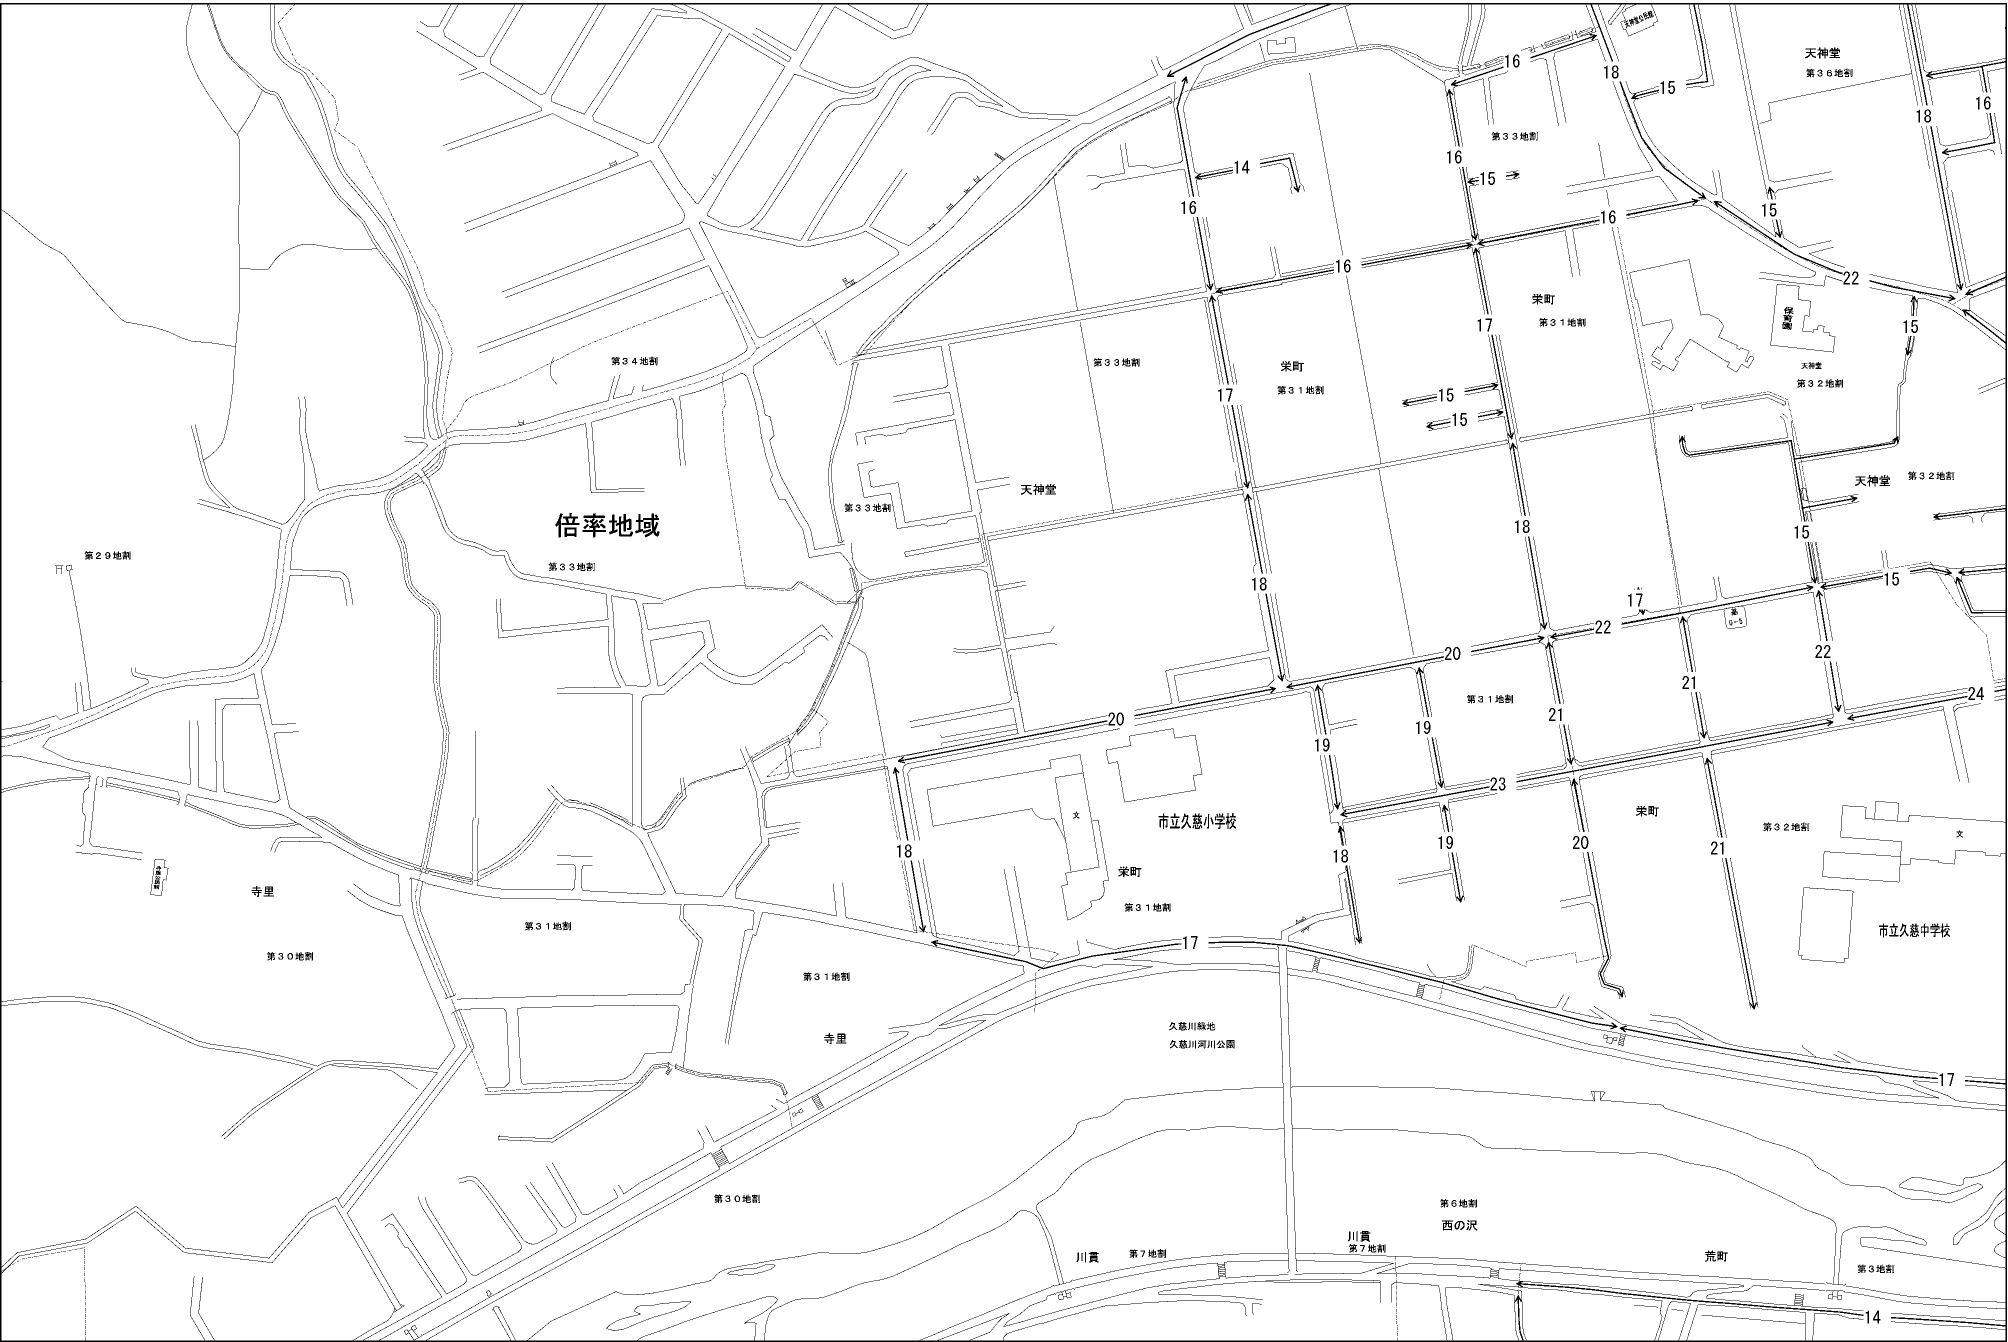 天神堂公民館
16
18
天神堂
第36地割
15
18
16
第33地割
16
14
15
16
15
16
16
22
栄町
第31地割
17
保育園
15
第34地割
第33地割
栄町
第31地割
天神堂
第32地割
17
15
15
天神堂
第33地割
天神堂
第32地割
倍率地域
18
15
第29地割
第33地割
18
15
17
基
0-5
22
20
22
第31地割
21
24
20
21
19
19
23
文
市立久慈小学校
栄町
第32地割
文
18
18
19
20
21
栄町
寺里
第31地割
第31地割
市立久慈中学校
17
第30地割
第31地割
久慈川緑地
寺里
久慈川河川公園
17
第30地割
第6地割
西の沢
川貫
第7地割
川貫
第7地割
荒町
第3地割
14